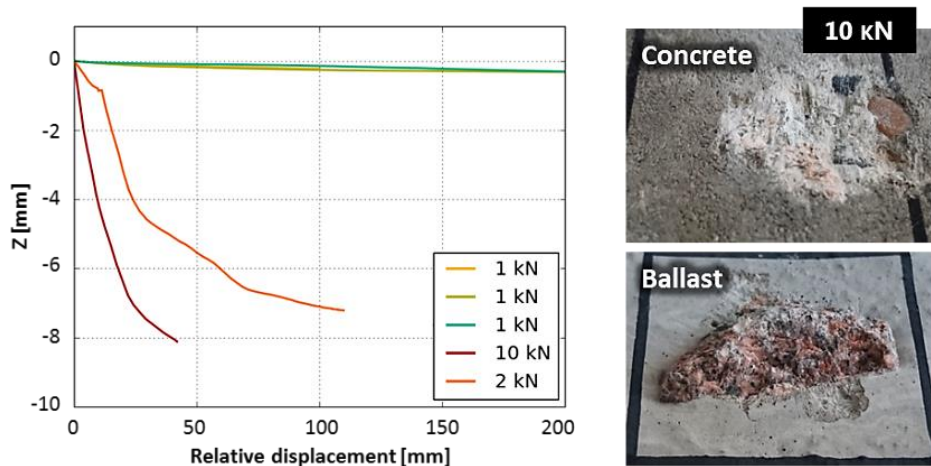 0
-2
-4
-6
-8
-10
Z [mm]
0
50
100
150
200
Relative displacement [mm]
1 kN
1 kN
1 kN
10 kN
2 kN
10 кN
Concrete
Ballast